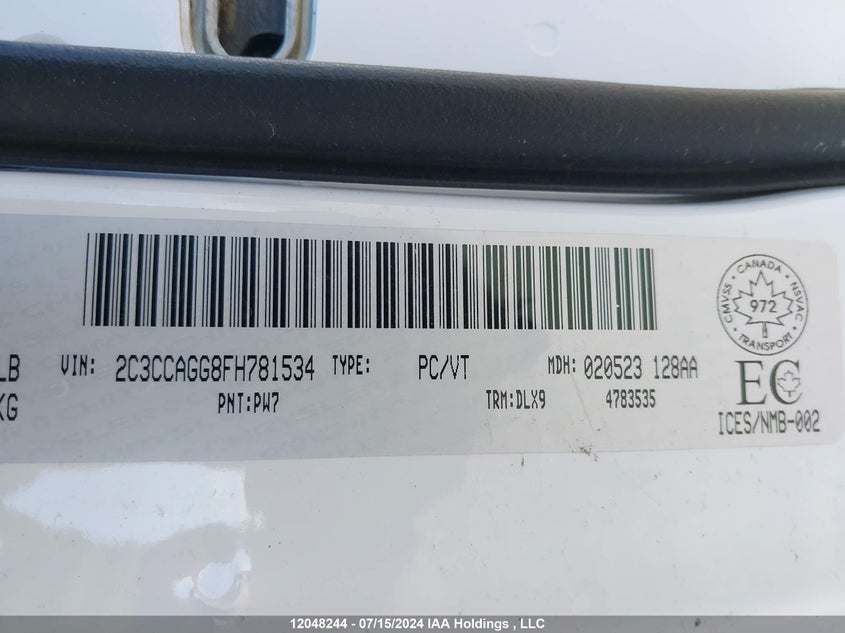 LB VIN: 2C3CCAGG8FH781534 TYPE: PC/VT MDH: 020523 128AA
KG PNT:PW7 TRM:DLX9 4783535
CMVSS • CANADA • NSVAC • TRANSPORT •
972
EC
ICES/NMB-002
12048244 - 07/15/2024 IAA Holdings , LLC